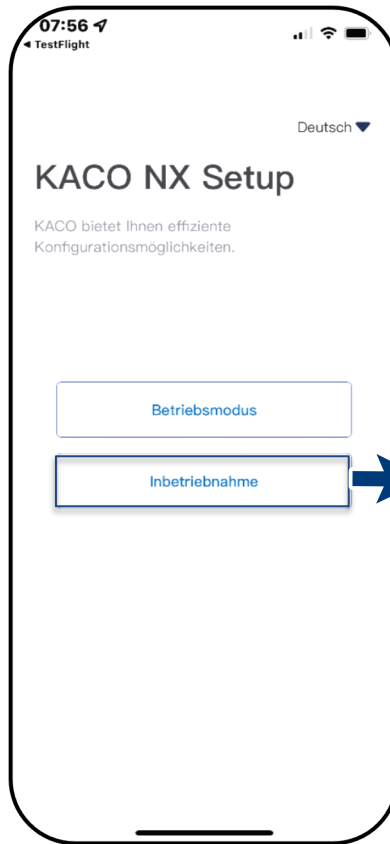 07:56
TestFlight
Deutsch
KACO NX Setup
KACO bietet Ihnen effiziente
Konfigurationsmöglichkeiten.
Betriebsmodus
Inbetriebnahme